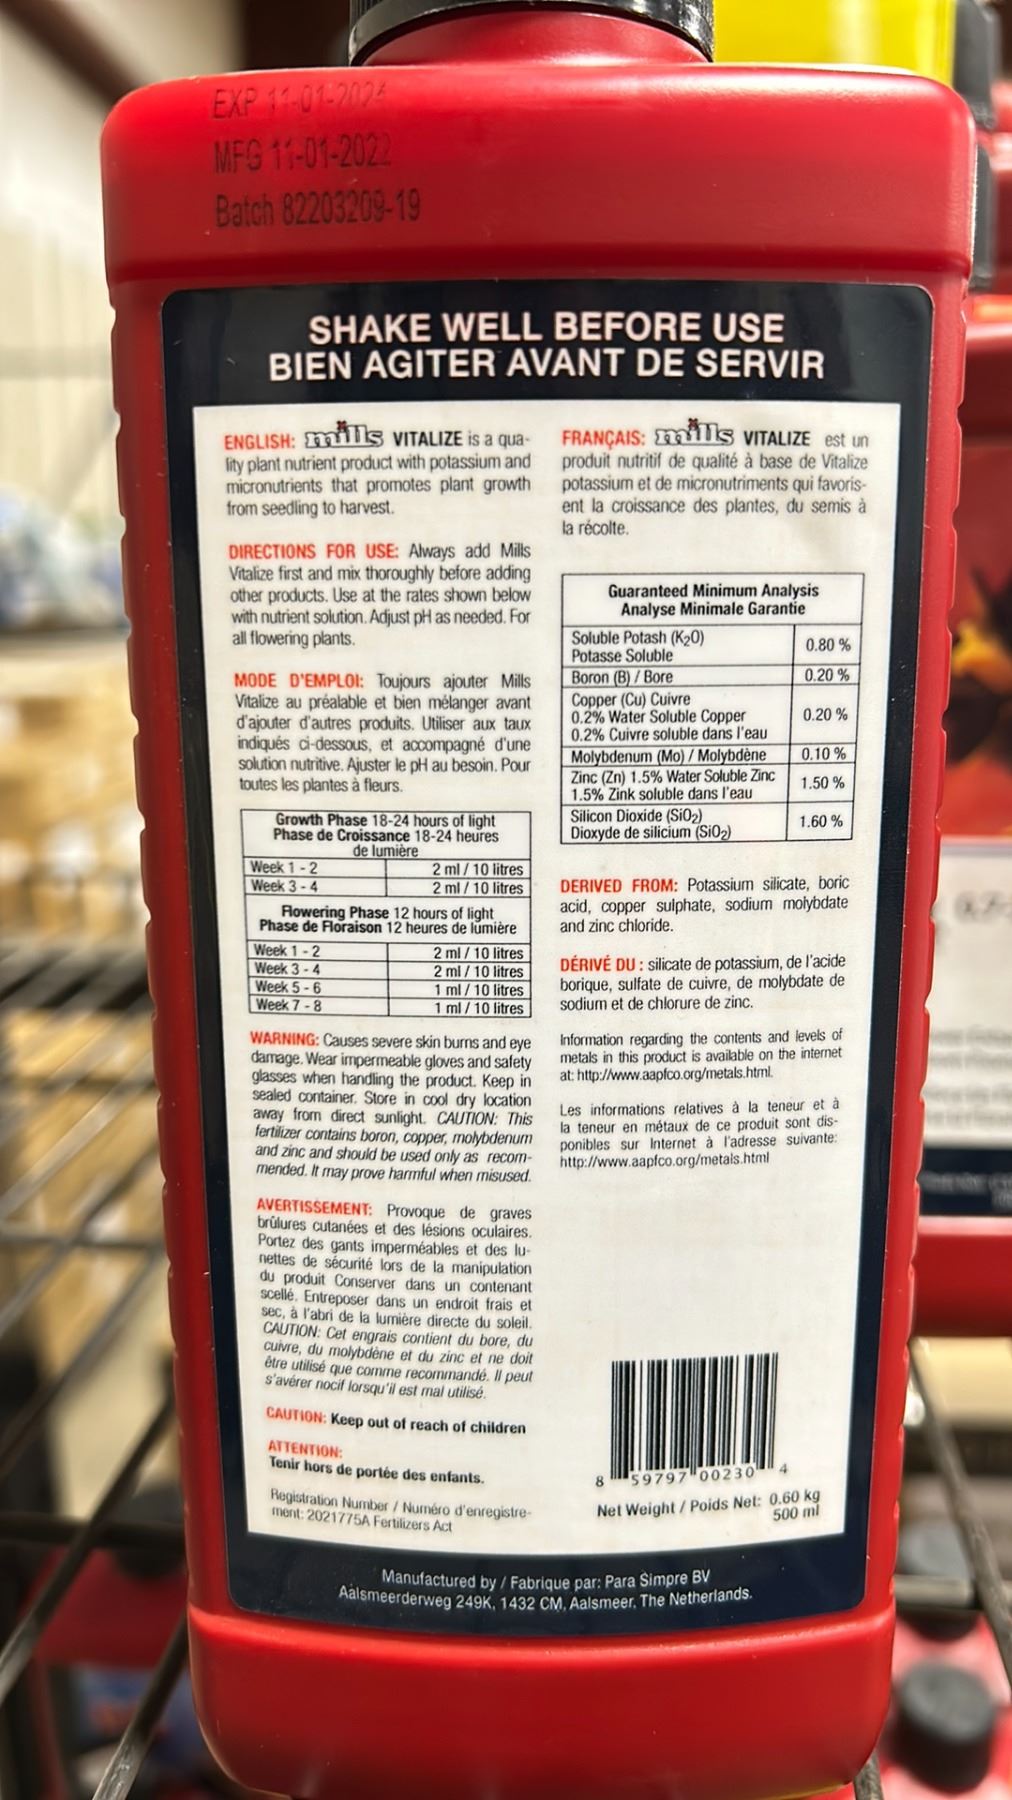 EXP 11-01-2024
MFG 11-01-2022
Batch 82203209-19
SHAKE WELL BEFORE USE
BIEN AGITER AVANT DE SERVIR
ENGLISH: mills VITALIZE is a qua-
lity plant nutrient product with potassium and
micronutrients that promotes plant growth
from seedling to harvest.
DIRECTIONS FOR USE: Always add Mills
Vitalize first and mix thoroughly before adding
other products. Use at the rates shown below
with nutrient solution. Adjust pH as needed. For
all flowering plants.
MODE D'EMPLOI: Toujours ajouter Mills
Vitalize au préalable et bien mélanger avant
d'ajouter d'autres produits. Utiliser aux taux
indiqués ci-dessous, et accompagné d'une
solution nutritive. Ajuster le pH au besoin. Pour
toutes les plantes à fleurs.
Growth Phase 18-24 hours of light
Phase de Croissance 18-24 heures
de lumière
Week 1 - 2 2 ml / 10 litres
Week 3 - 4 2 ml / 10 litres
Flowering Phase 12 hours of light
Phase de Floraison 12 heures de lumière
Week 1 - 2 2 ml / 10 litres
Week 3 - 4 2 ml / 10 litres
Week 5 - 6 1 ml / 10 litres
Week 7 - 8 1 ml / 10 litres
WARNING: Causes severe skin burns and eye
damage. Wear impermeable gloves and safety
glasses when handling the product. Keep in
sealed container. Store in cool dry location
away from direct sunlight. CAUTION: This
fertilizer contains boron, copper, molybdenum
and zinc and should be used only as recom-
mended. It may prove harmful when misused.
AVERTISSEMENT: Provoque de graves
brûlures cutanées et des lésions oculaires.
Portez des gants imperméables et des lu-
nettes de sécurité lors de la manipulation
du produit Conserver dans un contenant
scellé. Entreposer dans un endroit frais et
sec, à l'abri de la lumière directe du soleil.
CAUTION: Cet engrais contient du bore, du
cuivre, du molybdène et du zinc et ne doit
être utilisé que comme recommandé. Il peut
s'avérer nocif lorsqu'il est mal utilisé.
CAUTION: Keep out of reach of children
ATTENTION:
Tenir hors de portée des enfants.
Registration Number / Numéro d'enregistre-
ment: 2021775A Fertilizers Act
FRANÇAIS: mills VITALIZE est un
produit nutritif de qualité à base de Vitalize
potassium et de micronutriments qui favoris-
ent la croissance des plantes, du semis à
la récolte.
Guaranteed Minimum Analysis
Analyse Minimale Garantie
Soluble Potash (K2O)
Potasse Soluble 0.80 %
Boron (B) / Bore 0.20 %
Copper (Cu) Cuivre
0.2% Water Soluble Copper 0.20 %
0.2% Cuivre soluble dans l'eau
Molybdenum (Mo) / Molybdène 0.10 %
Zinc (Zn) 1.5% Water Soluble Zinc 1.50 %
1.5% Zink soluble dans l'eau
Silicon Dioxide (SiO2) 1.60 %
Dioxyde de silicium (SiO2)
DERIVED FROM: Potassium silicate, boric
acid, copper sulphate, sodium molybdate
and zinc chloride.
DÉRIVÉ DU : silicate de potassium, de l'acide
borique, sulfate de cuivre, de molybdate de
sodium et de chlorure de zinc.
Information regarding the contents and levels of
metals in this product is available on the internet
at: http://www.aapfco.org/metals.html.
Les informations relatives à la teneur et à
la teneur en métaux de ce produit sont dis-
ponibles sur Internet à l'adresse suivante:
http://www.aapfco.org/metals.html
8 59797 00230 4
Net Weight / Poids Net: 0.60 kg
500 ml
Manufactured by / Fabrique par: Para Simpre BV
Aalsmeerderweg 249K, 1432 CM, Aalsmeer, The Netherlands.